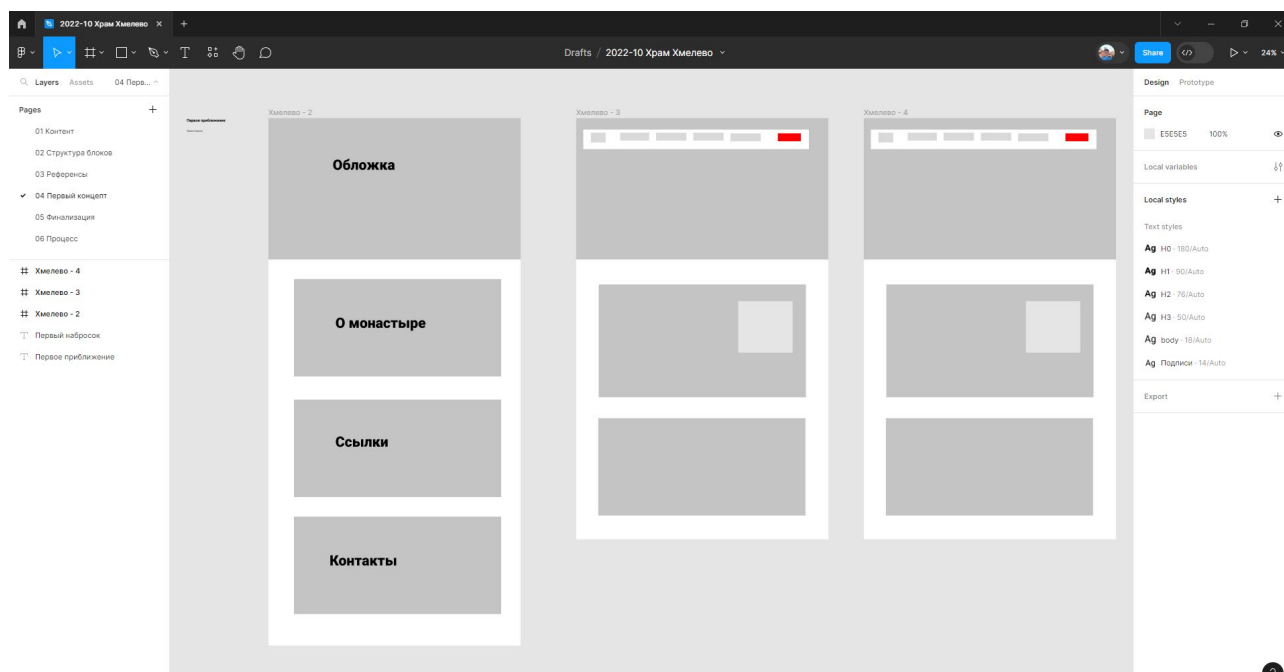 2022-10 Храм Хмелево
Drafts / 2022-10 Храм Хмелево
Share
24%
Layers Assets 04 Перв...
Pages
01 Контент
02 Структура блоков
03 Референсы
04 Первый концепт
05 Финализация
06 Процесс
Хмелево - 4
Хмелево - 3
Хмелево - 2
Первый набросок
Первое приближение
Первое приближение
Хмелево - 2
Обложка
О монастыре
Ссылки
Контакты
Хмелево - 3
Хмелево - 4
Design Prototype
Page
E5E5E5 100%
Local variables
Local styles
Text styles
Ag H0 · 180/Auto
Ag H1 · 90/Auto
Ag H2 · 76/Auto
Ag H3 · 50/Auto
Ag body · 18/Auto
Ag Подписи · 14/Auto
Export